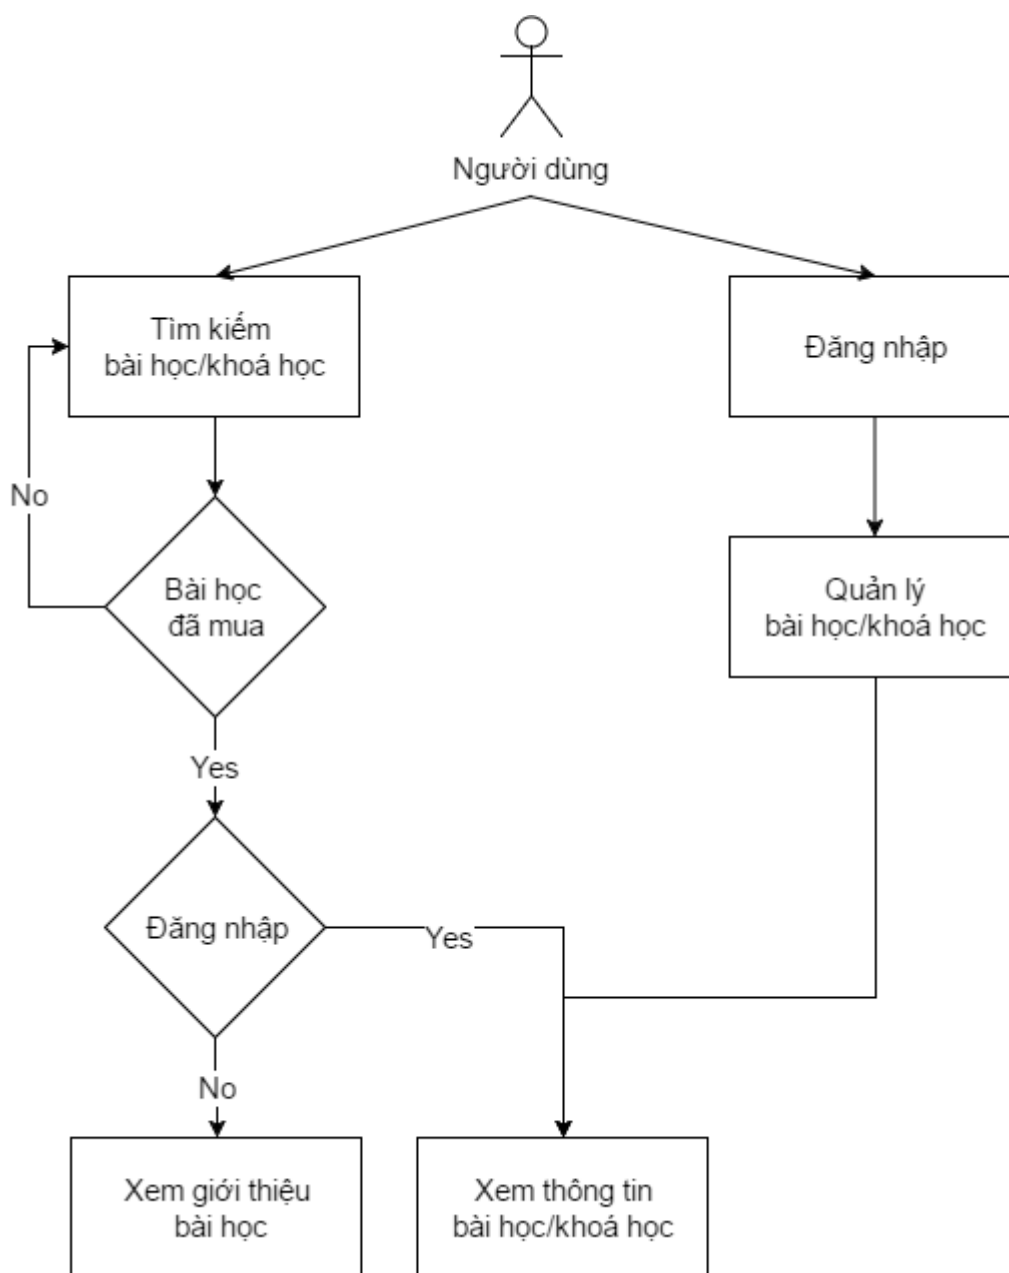 Người dùng
Tìm kiếm
bài học/khoá học
Đăng nhập
No
Bài học
đã mua
Quản lý
bài học/khoá học
Yes
Đăng nhập
Yes
No
Xem giới thiệu
bài học
Xem thông tin
bài học/khoá học